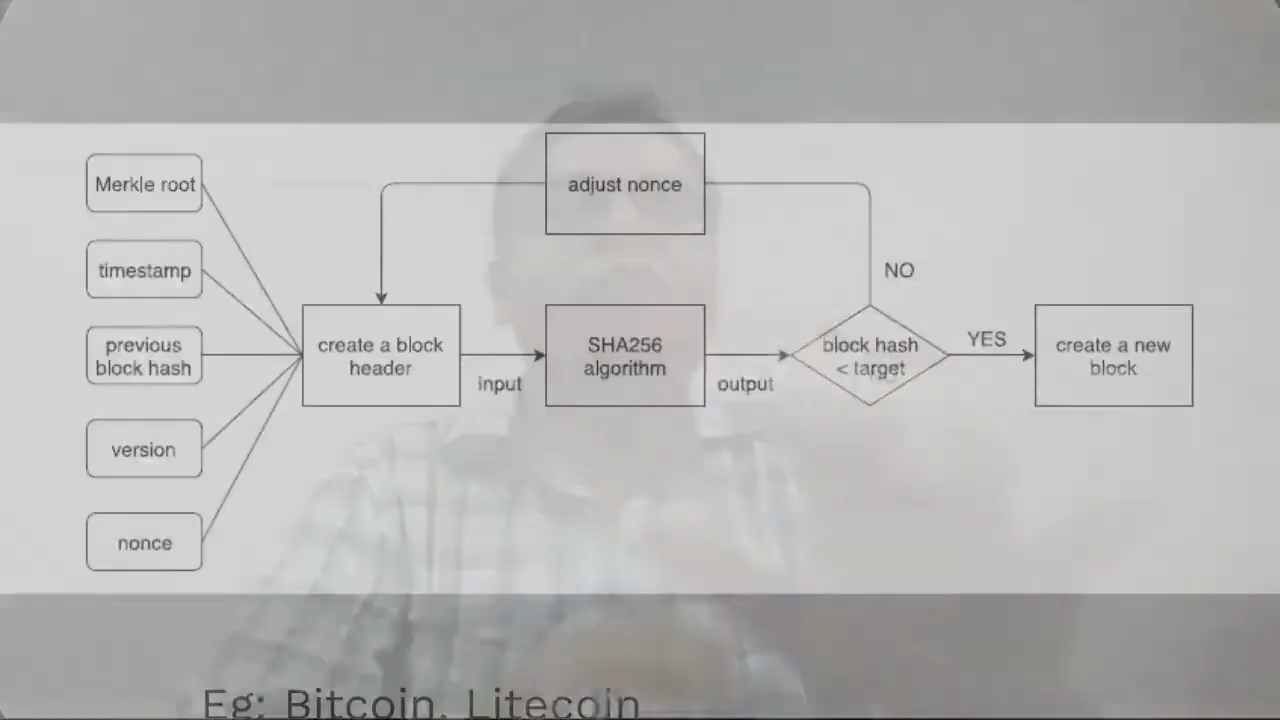 Merkle root
timestamp
previous
block hash
version
nonce
adjust nonce
create a block
header
input
SHA256
algorithm
output
block hash
< target
NO
YES
create a new
block
Eg: Bitcoin, Litecoin